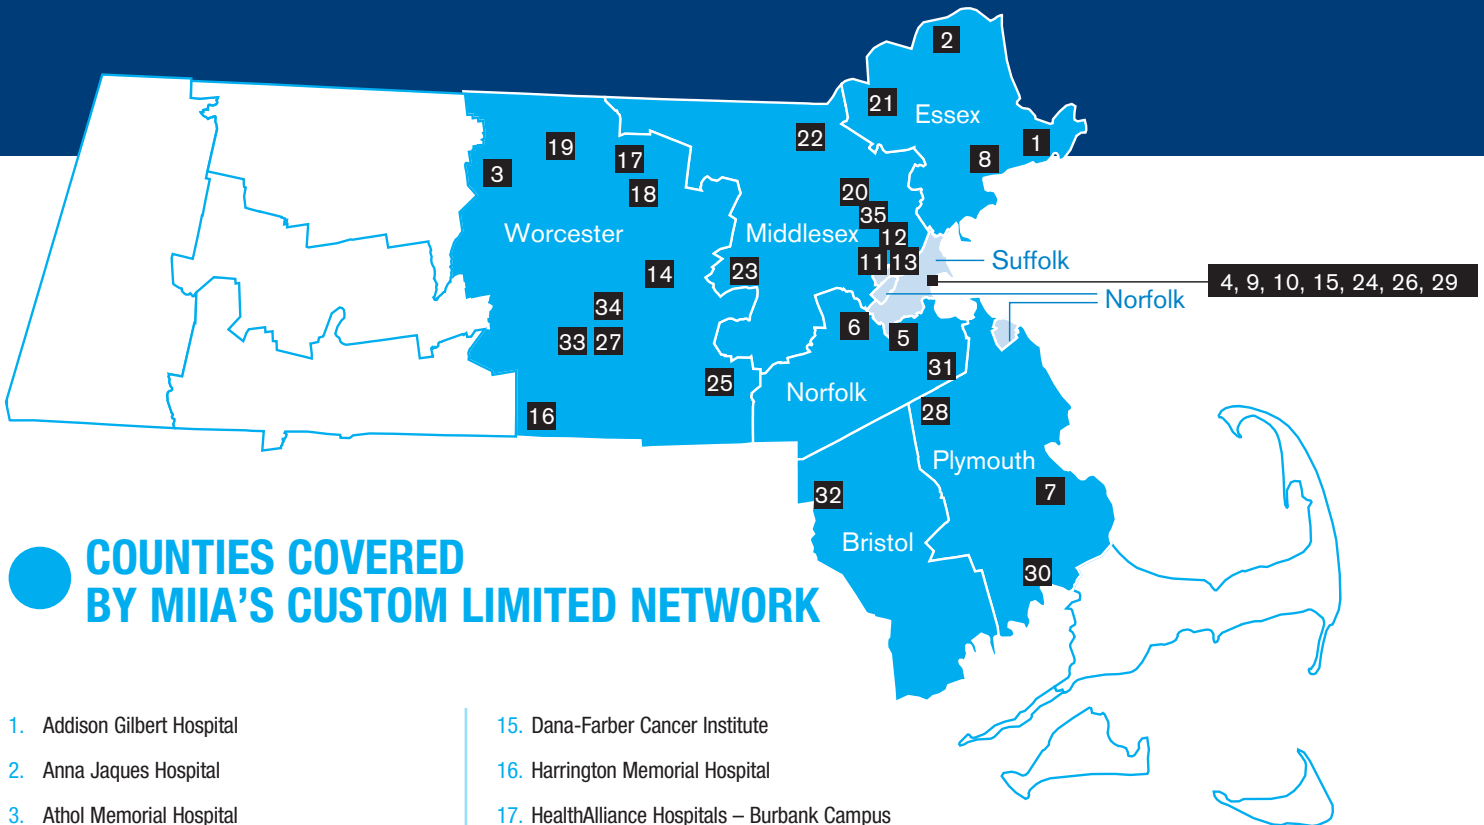 2
21
Essex
1
22
19
17
8
3
18
20
35
Worcester
Middlesex
12
11
13
Suffolk
14
23
4, 9, 10, 15, 24, 26, 29
Norfolk
34
6
5
33
27
31
25
Norfolk
16
28
Plymouth
32
7
Bristol
30
COUNTIES COVERED
BY MIIA'S CUSTOM LIMITED NETWORK
1. Addison Gilbert Hospital
2. Anna Jaques Hospital
3. Athol Memorial Hospital
15. Dana-Farber Cancer Institute
16. Harrington Memorial Hospital
17. HealthAlliance Hospitals – Burbank Campus